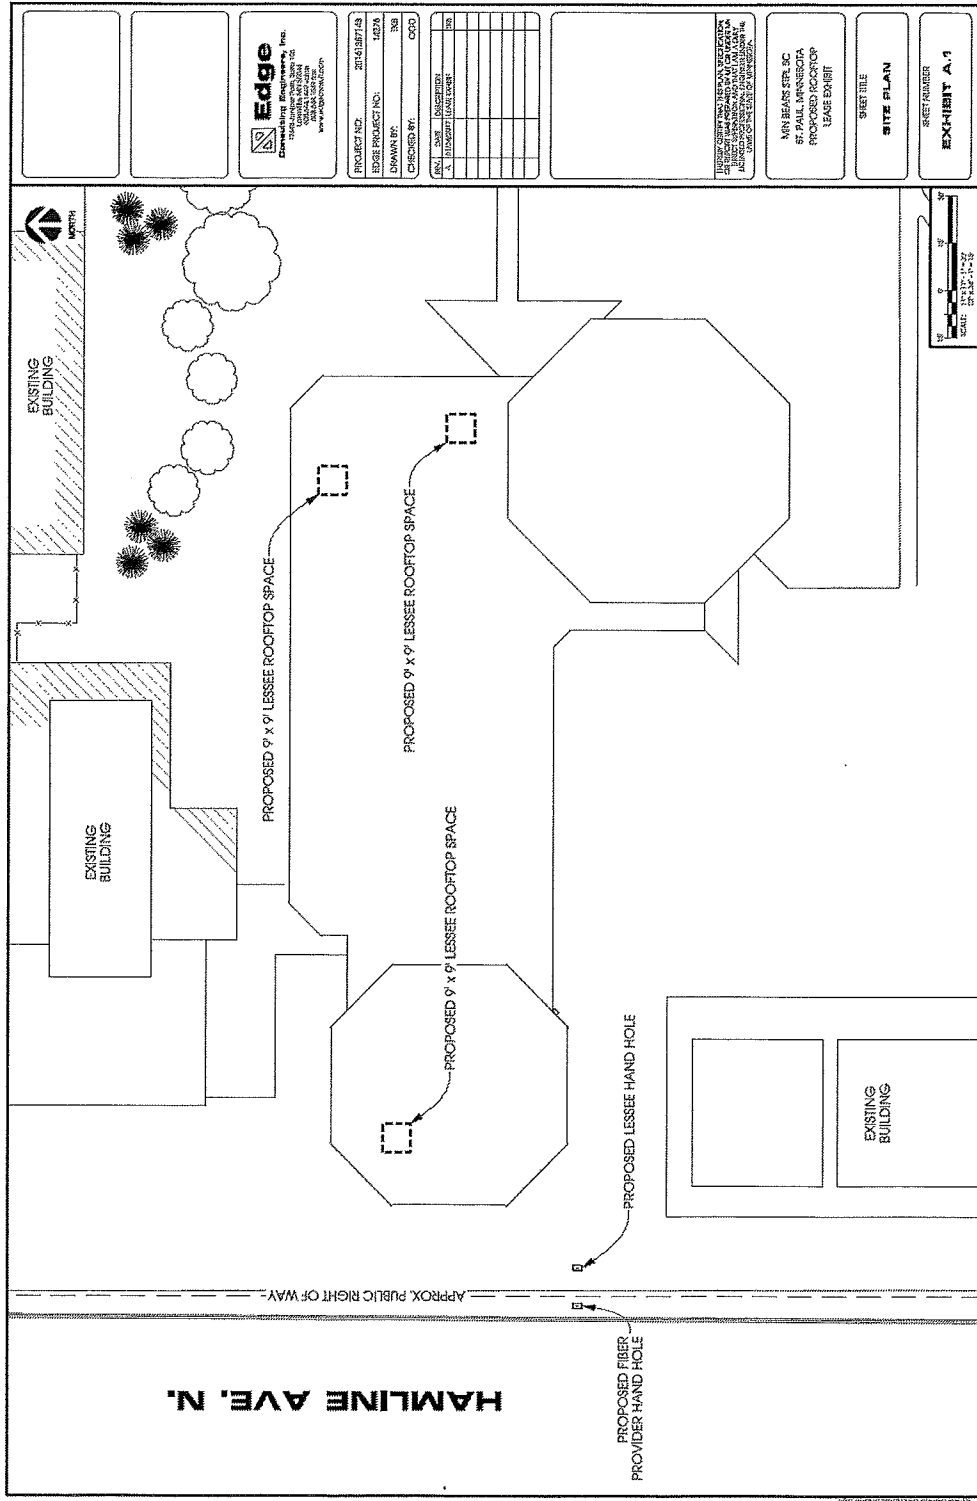 EXISTING
BUILDING
NORTH
EXISTING
BUILDING
PROPOSED 9' x 9' LESSEE ROOFTOP SPACE
PROPOSED 9' x 9' LESSEE ROOFTOP SPACE
PROPOSED 9' x 9' LESSEE ROOFTOP SPACE
PROPOSED LESSEE HAND HOLE
EXISTING
BUILDING
APPROX. PUBLIC RIGHT OF WAY
PROPOSED FIBER
PROVIDER HAND HOLE
HAMLINE AVE. N.
Edge
Consulting Engineers, Inc.
PROJECT NO:
EDGE PROJECT NO:
DRAWN BY:
CHECKED BY:
REV.
DATE
DESCRIPTION
A
MIN BEARS STPL SC
ST. PAUL, MINNESOTA
PROPOSED ROOFTOP
LEASE EXHIBIT
SHEET TITLE
SITE PLAN
SHEET NUMBER
EXHIBIT A.1
SCALE: